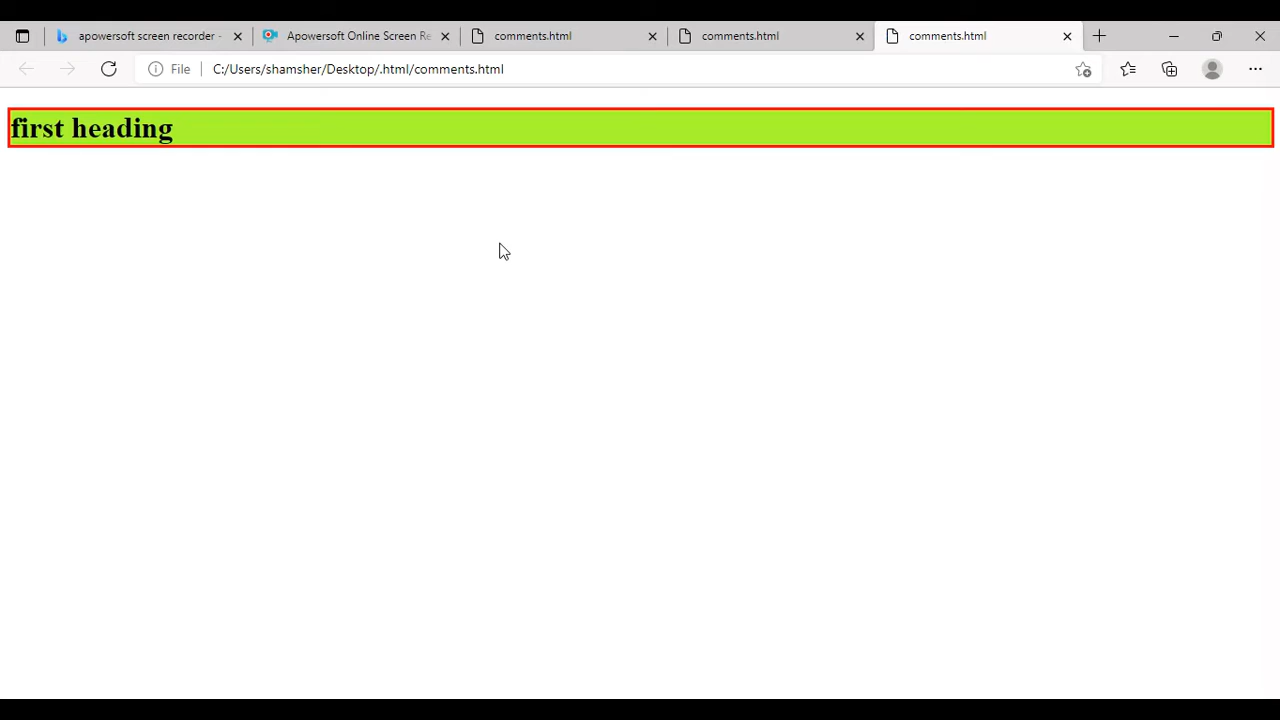 apowersoft screen recorder -
Apowersoft Online Screen Re
comments.html
comments.html
comments.html
File
C:/Users/shamsher/Desktop/.html/comments.html
first heading